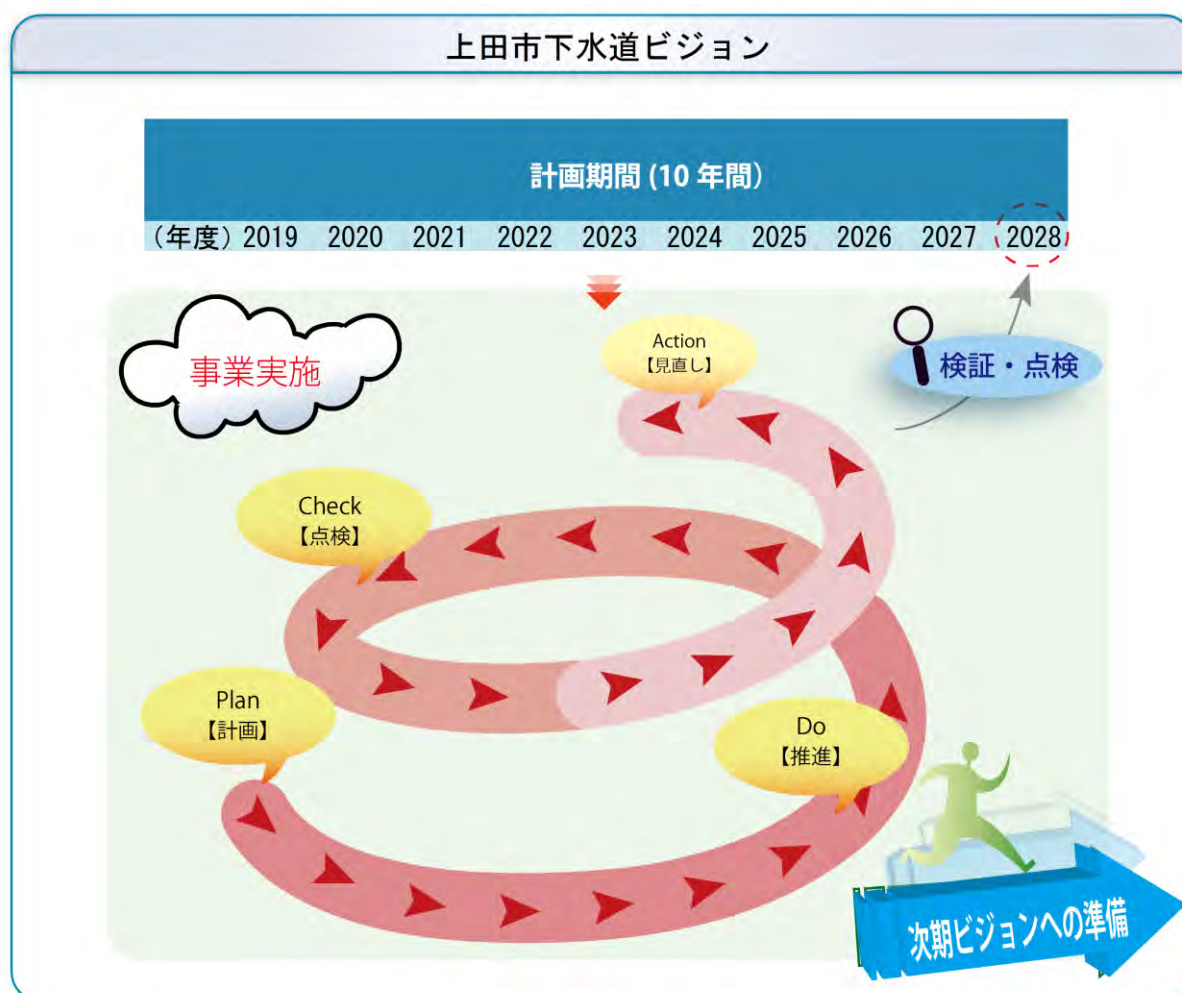 上田市下水道ビジョン
計画期間 (10 年間)
(年度) 2019 2020 2021 2022 2023 2024 2025 2026 2027 2028
事業実施
Action
【見直し】
検証・点検
Check
【点検】
Plan
【計画】
Do
【推進】
次期ビジョンへの準備